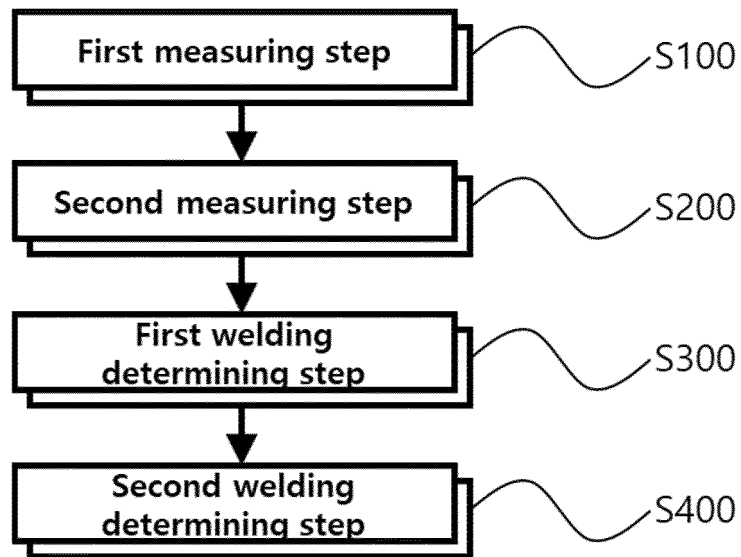 First measuring step
S100
Second measuring step
S200
First welding
determining step
S300
Second welding
determining step
S400